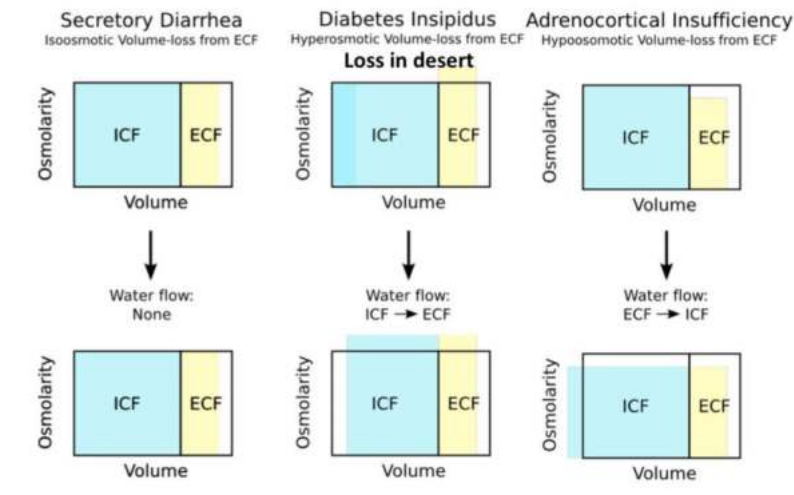 Secretory Diarrhea
Isoosmotic Volume-loss from ECF
Osmolarity
ICF
ECF
Volume
Water flow:
None
Osmolarity
ICF
ECF
Volume
Diabetes Insipidus
Hyperosmotic Volume-loss from ECF
Loss in desert
Osmolarity
ICF
ECF
Volume
Water flow:
ICF → ECF
Osmolarity
ICF
ECF
Volume
Adrenocortical Insufficiency
Hypoosomotic Volume-loss from ECF
Osmolarity
ICF
ECF
Volume
Water flow:
ECF → ICF
Osmolarity
ICF
ECF
Volume